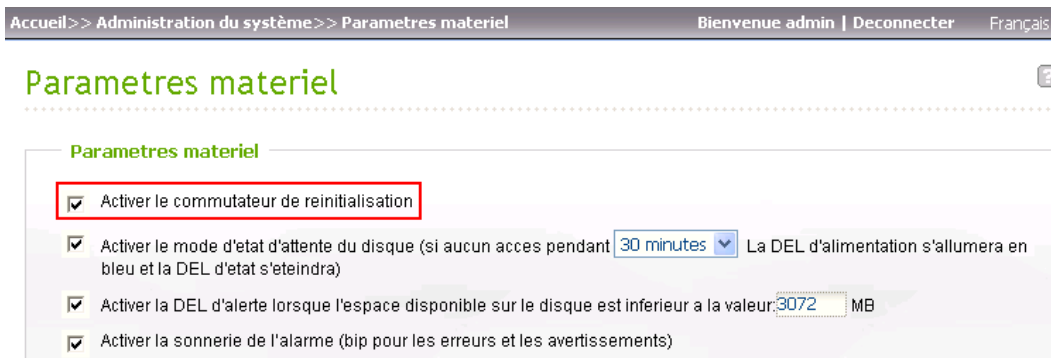 Accueil>> Administration du système>> Parametres materiel Bienvenue admin | Deconnecter Français
Parametres materiel
Parametres materiel
Activer le commutateur de reinitialisation
Activer le mode d'etat d'attente du disque (si aucun acces pendant 30 minutes La DEL d'alimentation s'allumera en
bleu et la DEL d'etat s'eteindra)
Activer la DEL d'alerte lorsque l'espace disponible sur le disque est inferieur a la valeur:3072 MB
Activer la sonnerie de l'alarme (bip pour les erreurs et les avertissements)